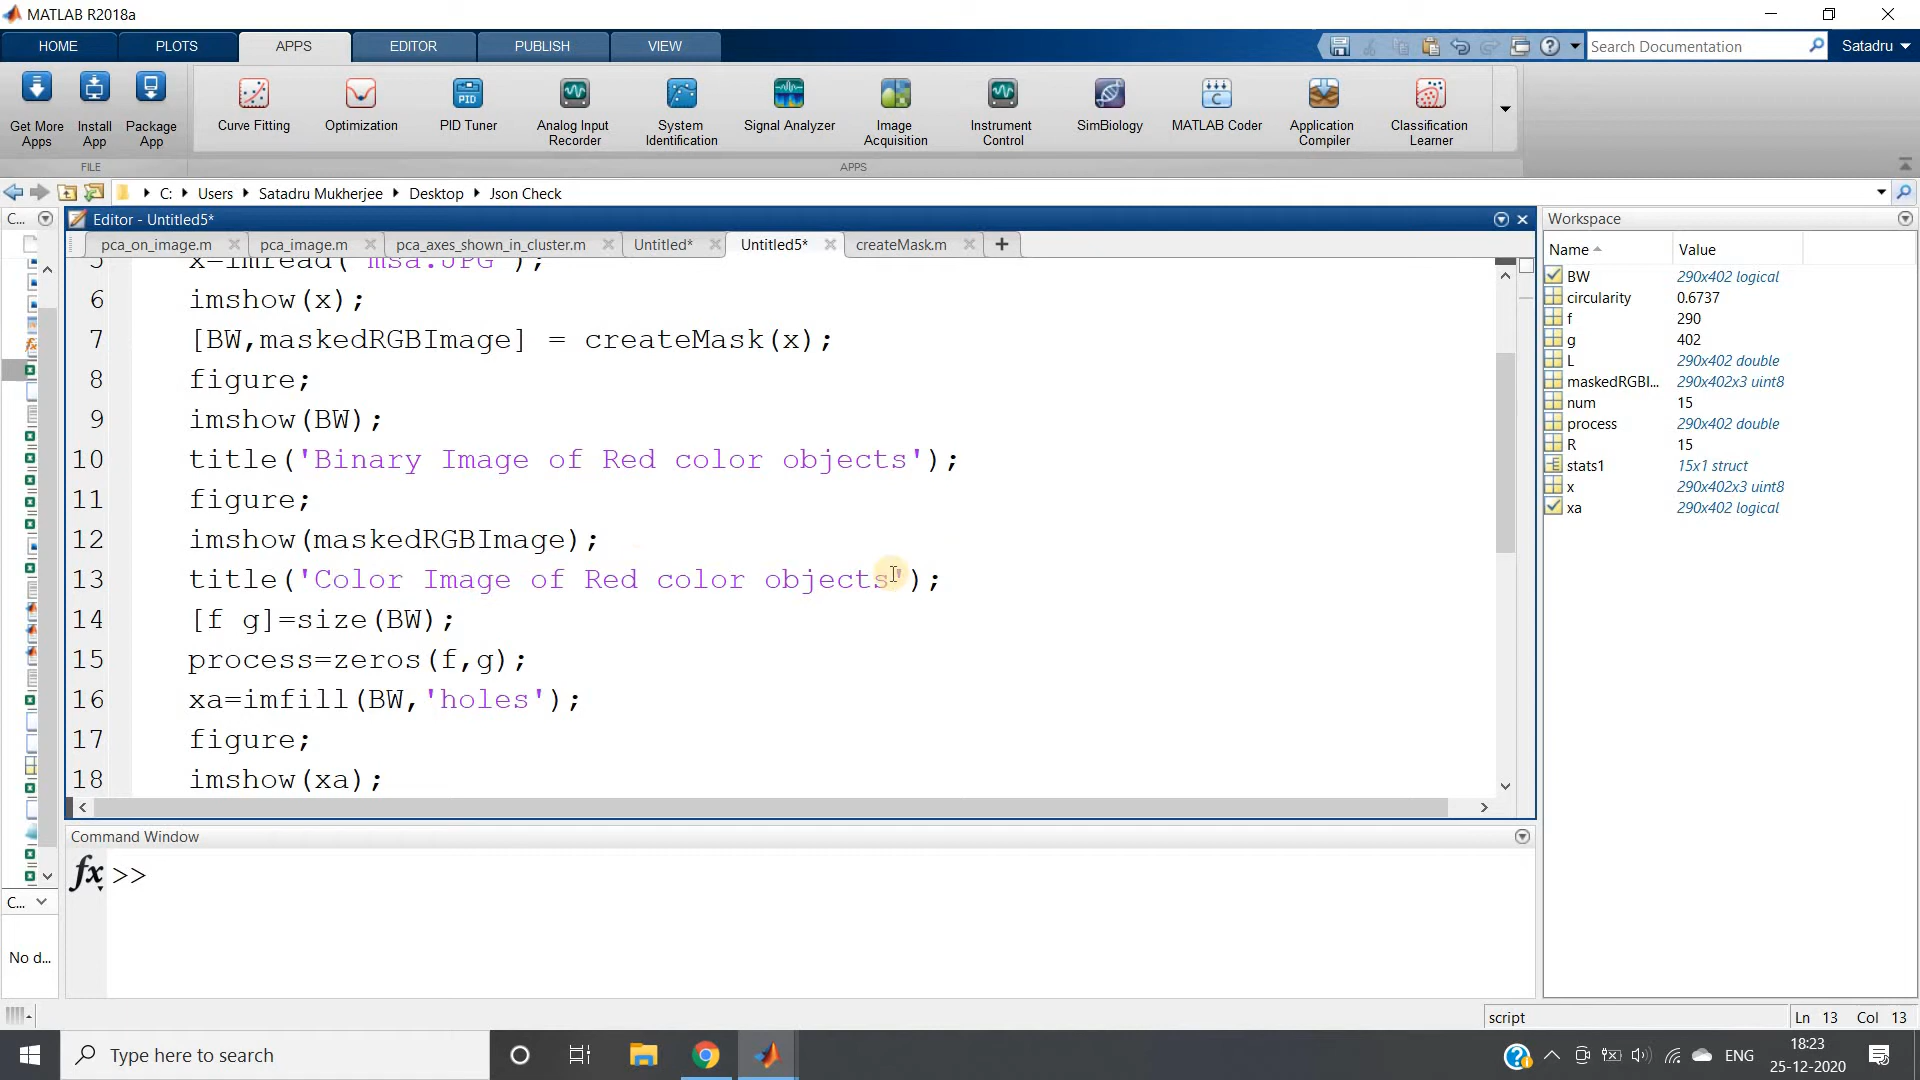 MATLAB R2018a
HOME PLOTS APPS EDITOR PUBLISH VIEW
Search Documentation
Satadru
Get More Apps
Install App
Package App
Curve Fitting
Optimization
PID
PID Tuner
Analog Input Recorder
System Identification
Signal Analyzer
Image Acquisition
Instrument Control
SimBiology
C
MATLAB Coder
Application Compiler
Classification Learner
FILE
APPS
C: Users Satadru Mukherjee Desktop Json Check
C...
Editor - Untitled5*
Workspace
pca_on_image.m pca_image.m pca_axes_shown_in_cluster.m Untitled* Untitled5* createMask.m
Name Value
5 x=imread('msa.JPG');
6 imshow(x);
7 [BW,maskedRGBImage] = createMask(x);
8 figure;
9 imshow(BW);
10 title('Binary Image of Red color objects');
11 figure;
12 imshow(maskedRGBImage);
13 title('Color Image of Red color objects');
14 [f g]=size(BW);
15 process=zeros(f,g);
16 xa=imfill(BW,'holes');
17 figure;
18 imshow(xa);
BW 290x402 logical
circularity 0.6737
f 290
g 402
L 290x402 double
maskedRGBI... 290x402x3 uint8
num 15
process 290x402 double
R 15
stats1 15x1 struct
x 290x402x3 uint8
xa 290x402 logical
Command Window
fx >>
C...
No d...
script
Ln 13 Col 13
Type here to search
ENG
18:23
25-12-2020